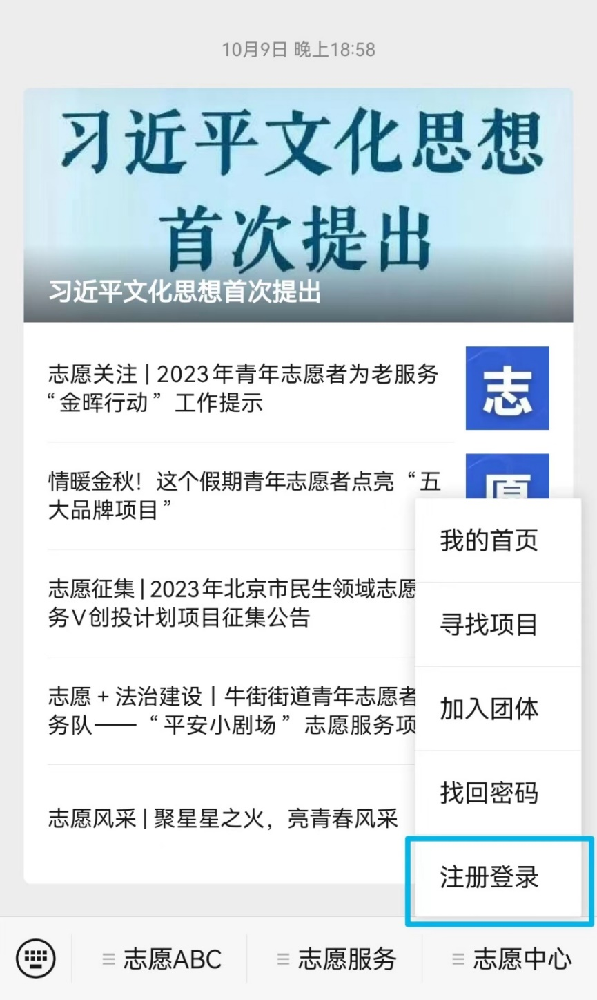 10月9日 晚上18:58
习近平文化思想
首次提出
习近平文化思想首次提出
志愿关注 | 2023年青年志愿者为老服务
“金晖行动” 工作提示
志
情暖金秋！这个假期青年志愿者点亮“五
大品牌项目”
愿
志愿征集 | 2023年北京市民生领域志愿
务V创投计划项目征集公告
志愿 + 法治建设丨牛街街道青年志愿者
务队——“平安小剧场” 志愿服务项
志愿风采 | 聚星星之火，亮青春风采
我的首页
寻找项目
加入团体
找回密码
注册登录
志愿ABC
志愿服务
志愿中心